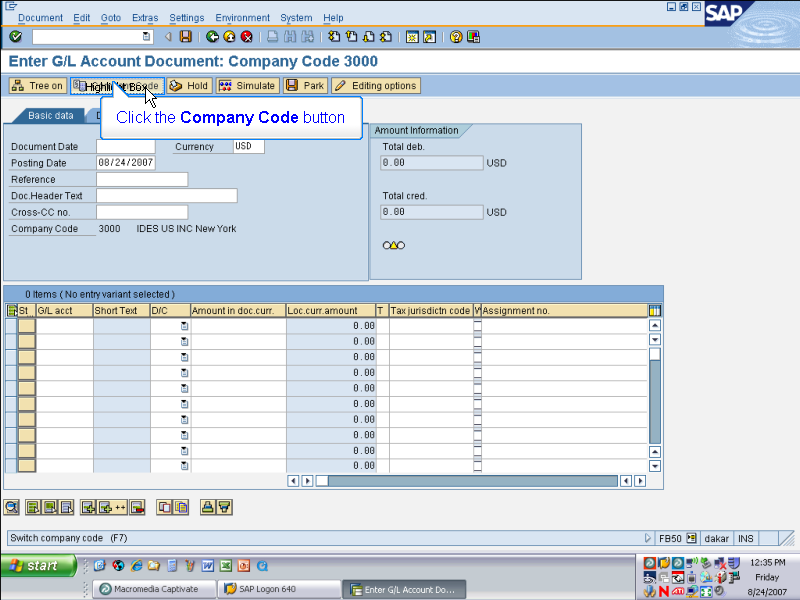 Document Edit Goto Extras Settings Environment System Help
SAP
Enter G/L Account Document: Company Code 3000
Tree on Highlight Box Hold Simulate Park Editing options
Click the Company Code button
Basic data
Amount Information
Document Date Currency USD
Posting Date 08/24/2007
Reference
Doc.Header Text
Cross-CC no.
Company Code 3000 IDES US INC New York
Total deb.
0.00 USD
Total cred.
0.00 USD
0 Items ( No entry variant selected )
St.. G/L acct Short Text D/C Amount in doc.curr. Loc.curr.amount T Tax jurisdictn code V Assignment no.
0.00
0.00
0.00
0.00
0.00
0.00
0.00
0.00
0.00
0.00
Switch company code (F7) FB50 dakar INS
start
12:35 PM
Friday
8/24/2007
Macromedia Captivate SAP Logon 640 Enter G/L Account Do...